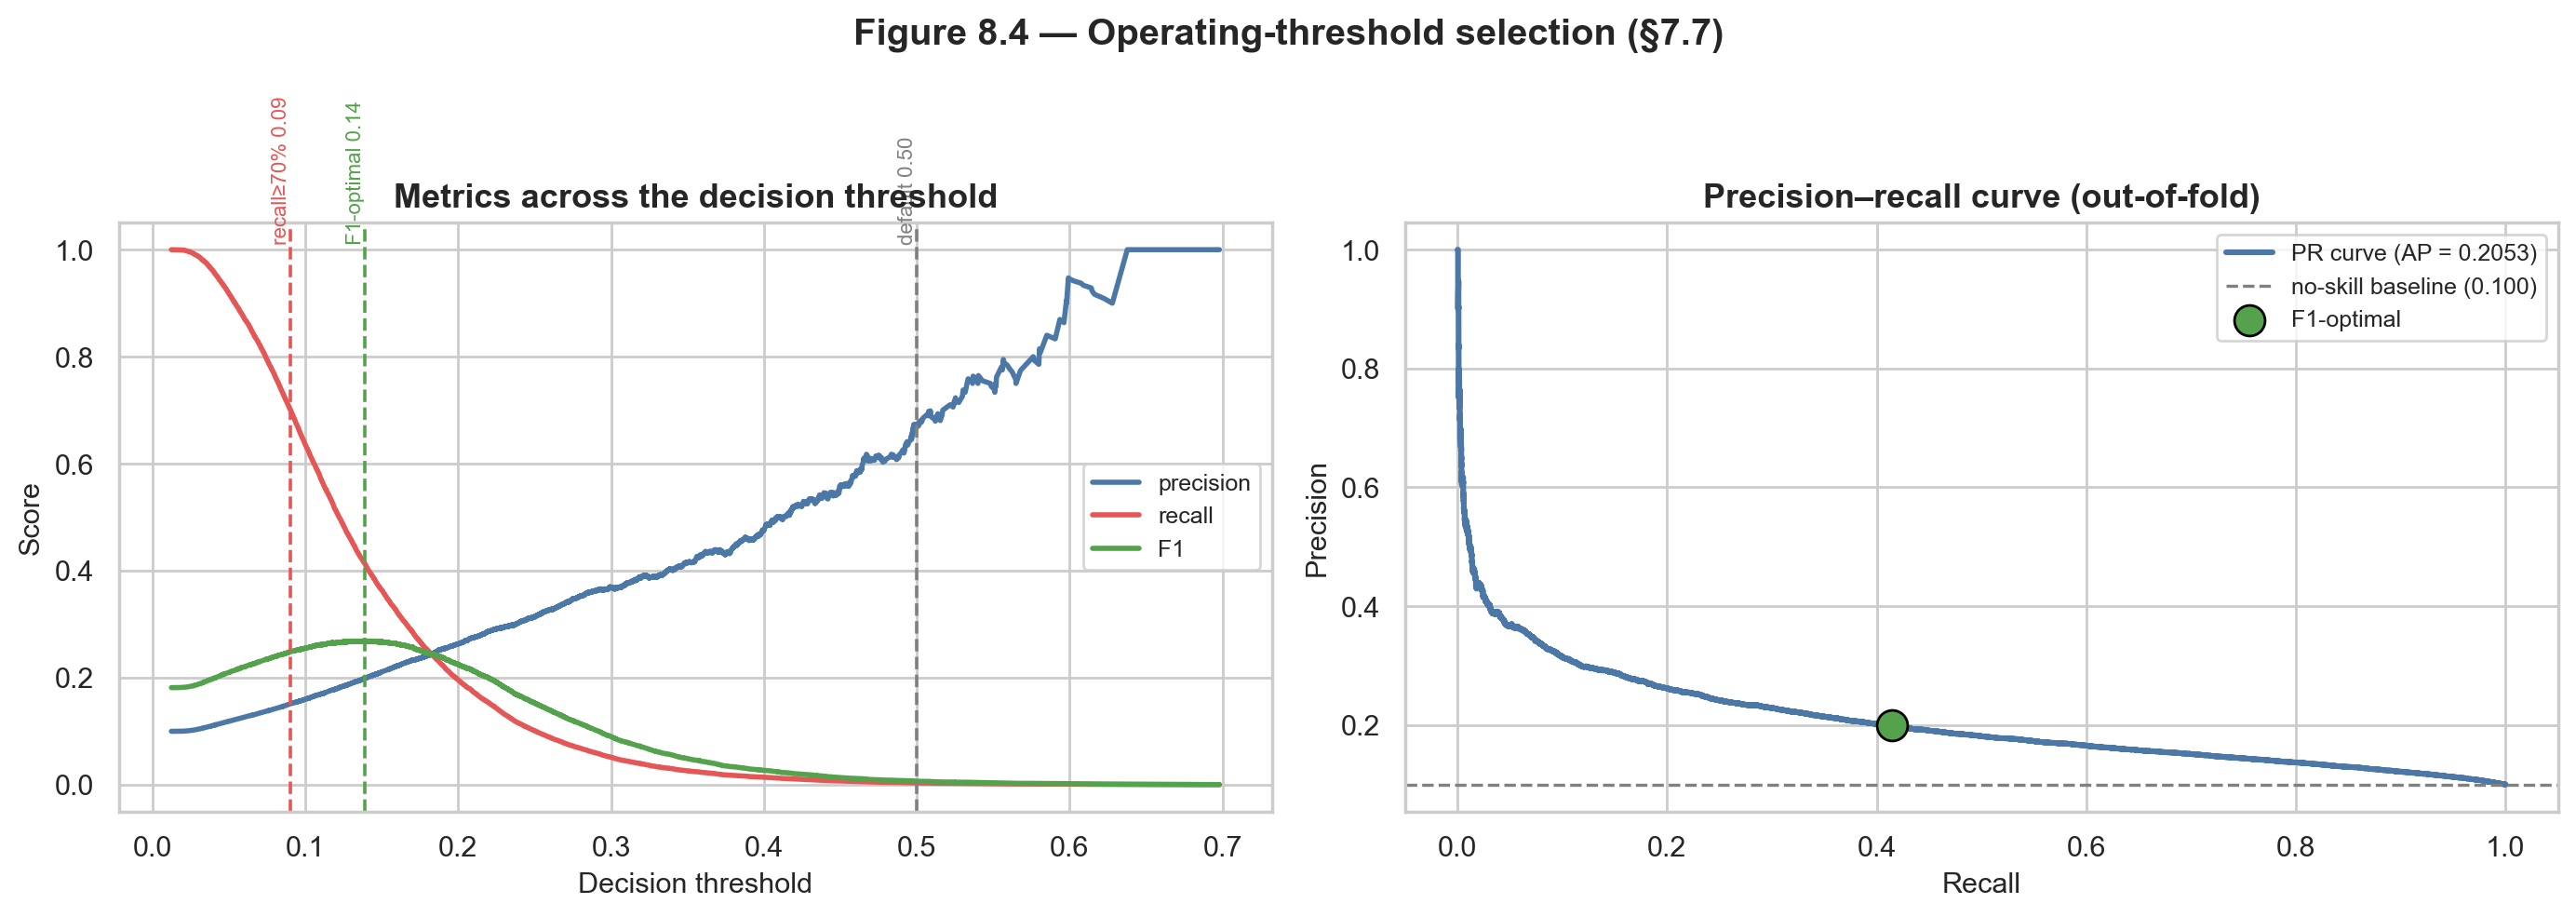 Figure 8.4 — Operating-threshold selection (§7.7)
recall≥70% 0.09
F1-optimal 0.14
default 0.50
Metrics across the decision threshold
Score
1.0
0.8
0.6
0.4
0.2
0.0
precision
recall
F1
0.0 0.1 0.2 0.3 0.4 0.5 0.6 0.7
Decision threshold
Precision–recall curve (out-of-fold)
Precision
1.0
0.8
0.6
0.4
0.2
PR curve (AP = 0.2053)
no-skill baseline (0.100)
F1-optimal
0.0 0.2 0.4 0.6 0.8 1.0
Recall